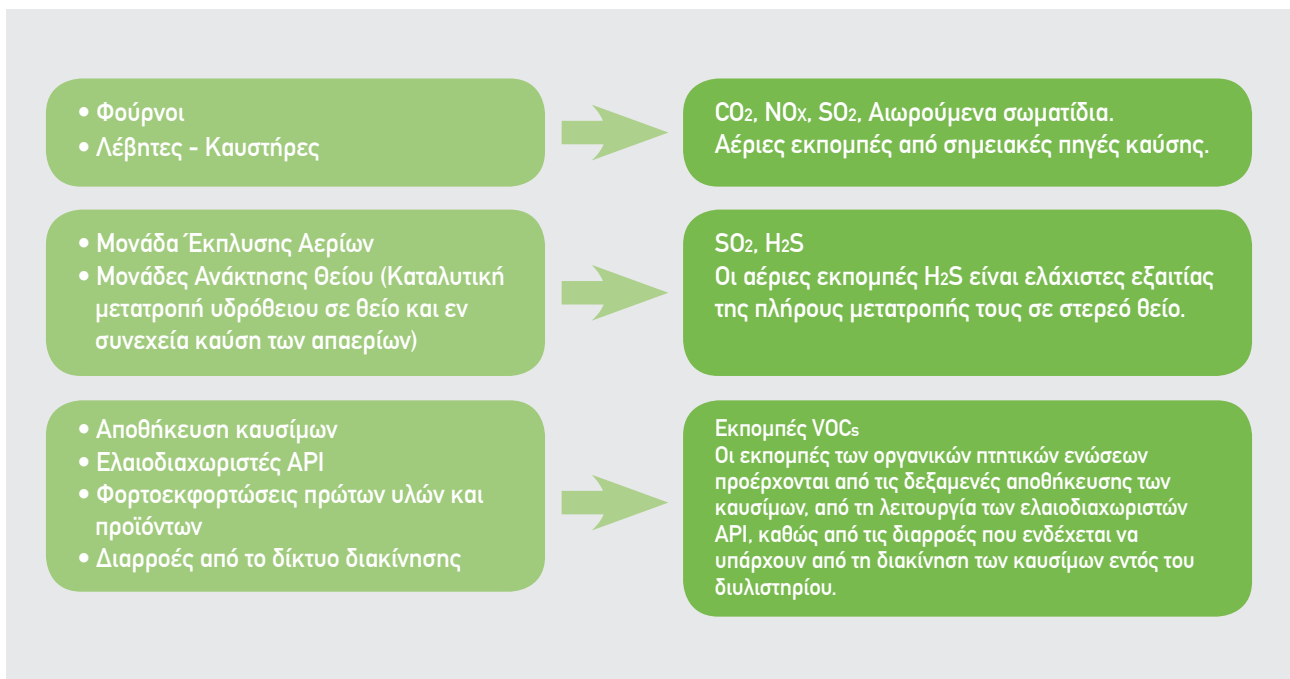 • Φούρνοι
• Λέβητες - Καυστήρες
CO2, NOx, SO2, Αιωρούμενα σωματίδια.
Αέριες εκπομπές από σημειακές πηγές καύσης.
• Μονάδα Έκπλυσης Αερίων
• Μονάδες Ανάκτησης Θείου (Καταλυτική
μετατροπή υδρόθειου σε θείο και εν
συνεχεία καύση των απαερίων)
SO2, H2S
Οι αέριες εκπομπές H2S είναι ελάχιστες εξαιτίας
της πλήρους μετατροπής τους σε στερεό θείο.
• Αποθήκευση καυσίμων
• Ελαιοδιαχωριστές API
• Φορτοεκφορτώσεις πρώτων υλών και
προϊόντων
• Διαρροές από το δίκτυο διακίνησης
Εκπομπές VOCs
Οι εκπομπές των οργανικών πτητικών ενώσεων
προέρχονται από τις δεξαμενές αποθήκευσης των
καυσίμων, από τη λειτουργία των ελαιοδιαχωριστών
API, καθώς από τις διαρροές που ενδέχεται να
υπάρχουν από τη διακίνηση των καυσίμων εντός του
διυλιστηρίου.